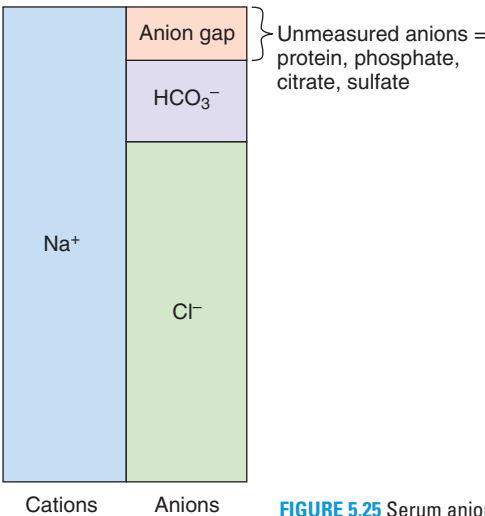 Anion gap
Unmeasured anions =
protein, phosphate,
citrate, sulfate
HCO₃⁻
Na⁺
Cl⁻
Cations Anions
FIGURE 5.25 Serum anion